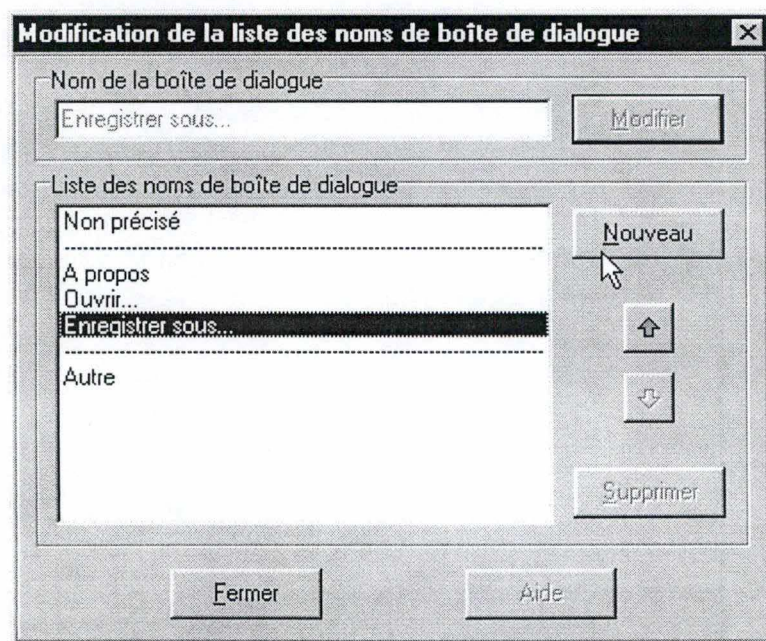 Modification de la liste des noms de boîte de dialogue
Nom de la boîte de dialogue
Enregistrer sous...
Modifier
Liste des noms de boîte de dialogue
Non précisé
Nouveau
A propos
Ouvrir...
Enregistrer sous...
Autre
Supprimer
Fermer
Aide